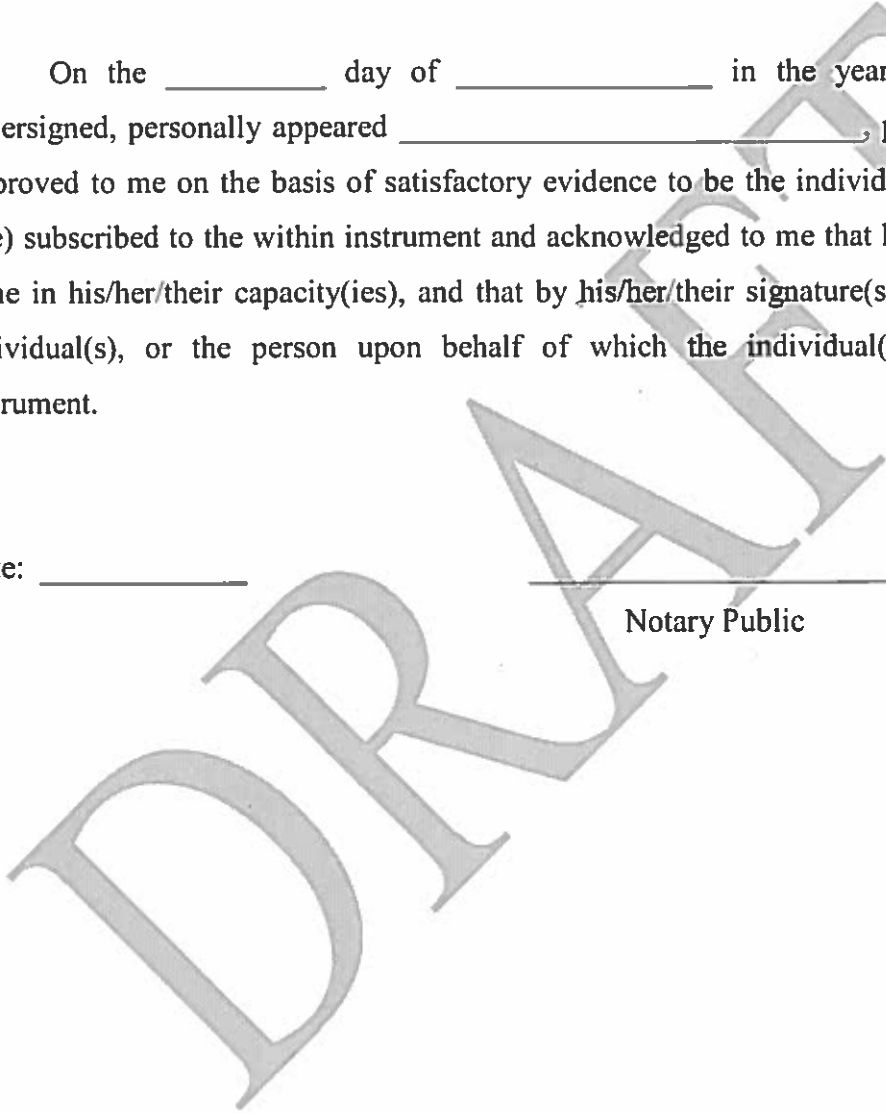 On the ________ day of ____________ in the year
ersigned, personally appeared ______________________,
proved to me on the basis of satisfactory evidence to be the individ
e) subscribed to the within instrument and acknowledged to me that
ne in his/her/their capacity(ies), and that by his/her/their signature(s
ividual(s), or the person upon behalf of which the individual(
rument.
e: __________
Notary Public
DRAFT